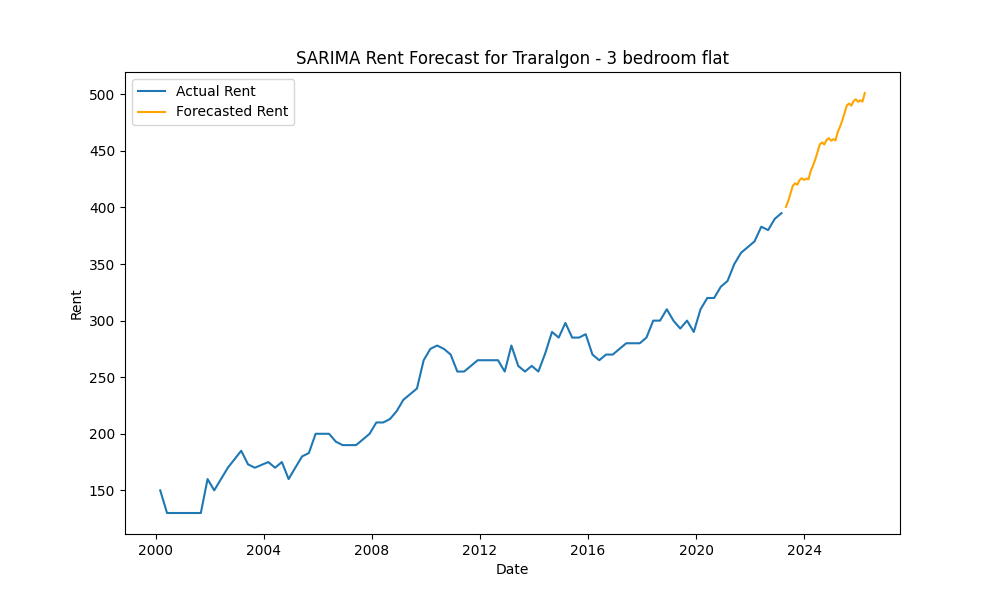 SARIMA Rent Forecast for Traralgon - 3 bedroom flat
Actual Rent
Forecasted Rent
500
450
400
350
300
250
200
150
Rent
2000 2004 2008 2012 2016 2020 2024
Date